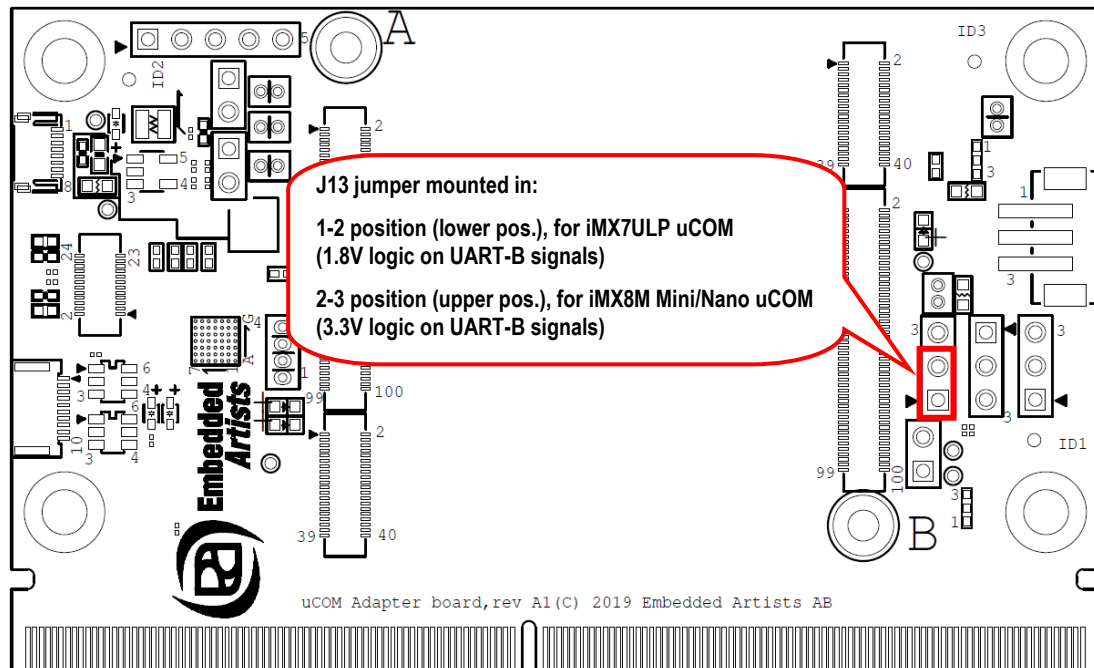 A
5
ID2
1
8
5
4
3
24
23
2
2
2
39
40
2
ID3
1
3
1
3
J13 jumper mounted in:
1-2 position (lower pos.), for iMX7ULP uCOM
(1.8V logic on UART-B signals)
2-3 position (upper pos.), for iMX8M Mini/Nano uCOM
(3.3V logic on UART-B signals)
G
A
7
1
4
1
3
3
3
6
4
3
6
10
3
4
99
100
2
99
100
3
1
ID1
39
40
Embedded
Artists
B
uCOM Adapter board,rev A1(C) 2019 Embedded Artists AB